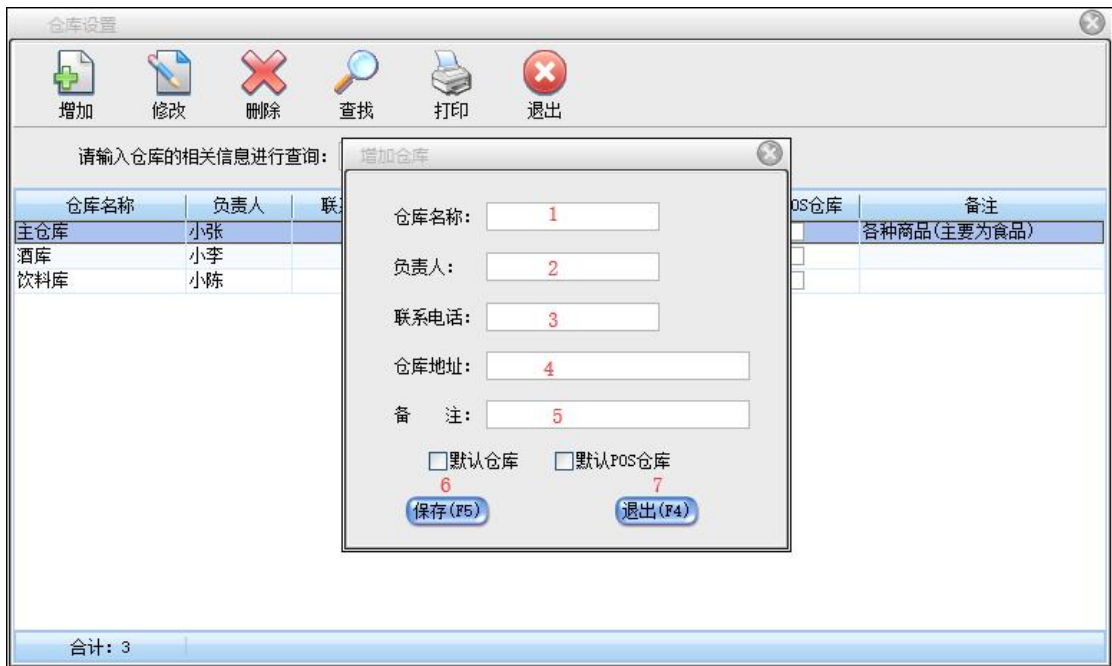 仓库设置
增加 修改 删除 查找 打印 退出
请输入仓库的相关信息进行查询:
增加仓库
仓库名称 负责人 联 OS仓库 备注
主仓库 小张 各种商品(主要为食品)
酒库 小李
饮料库 小陈
仓库名称: 1
负责人: 2
联系电话: 3
仓库地址: 4
备 注: 5
默认仓库 默认POS仓库
6 7
保存(F5) 退出(F4)
合计: 3